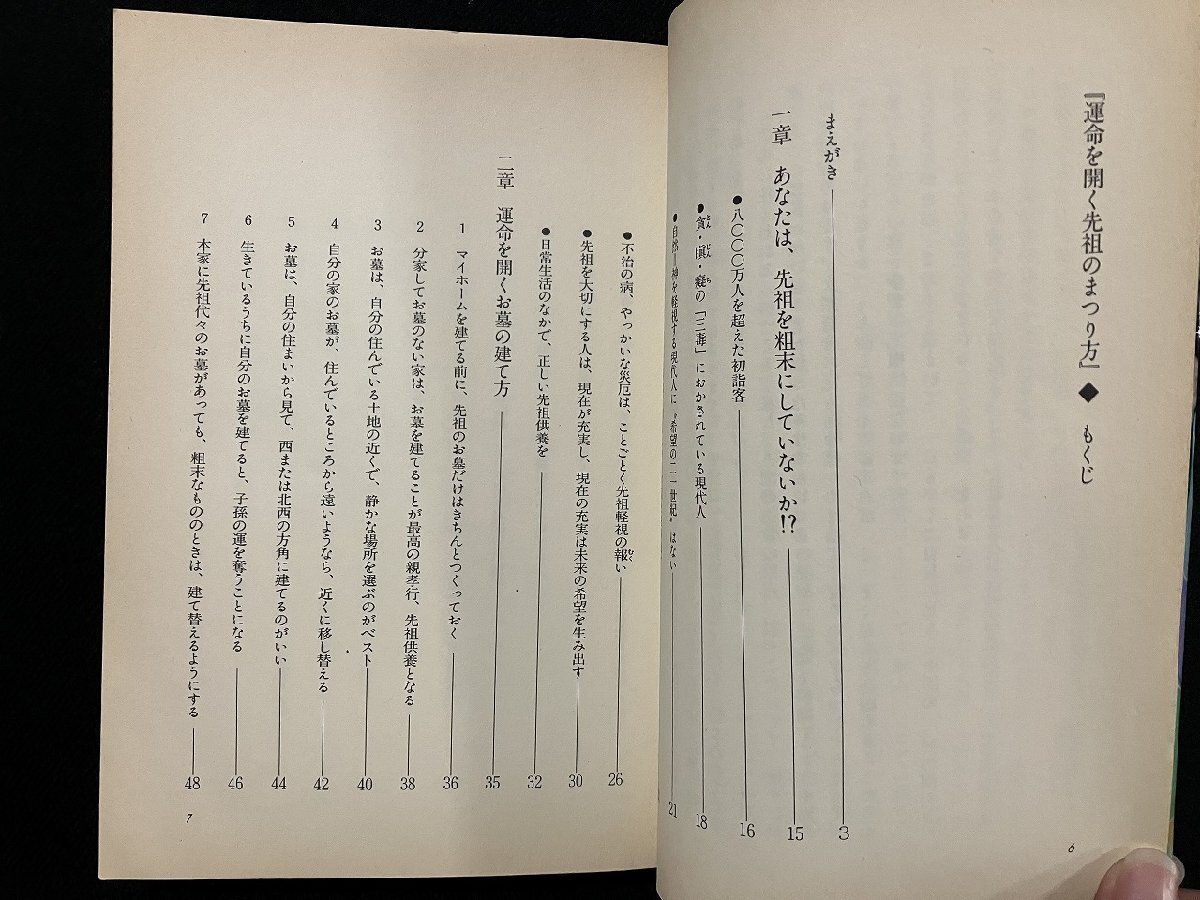 『運命を開く先祖のまつり方』◆もくじ
まえがき 3
一章 あなたは、先祖を粗末にしていないか!? 15
●八〇〇〇万人を超えた初詣客 16
●貪・瞋・癡の「三毒」におかされている現代人 18
●自然=神を軽視する現代人に“希望の二一世紀”はない 21
6
●不治の病、やっかいな災厄は、ことごとく先祖軽視の報い 26
●先祖を大切にする人は、現在が充実し、現在の充実は未来の希望を生み出す 30
●日常生活のなかで、正しい先祖供養を 32
二章 運命を開くお墓の建て方 35
1 マイホームを建てる前に、先祖のお墓だけはきちんとつくっておく 36
2 分家してお墓のない家は、お墓を建てることが最高の親孝行、先祖供養となる 38
3 お墓は、自分の住んでいる土地の近くで、静かな場所を選ぶのがベスト 40
4 自分の家のお墓が、住んでいるところから遠いようなら、近くに移し替える 42
5 お墓に、自分の住まいから見て、西または北西の方角に建てるのがいい 44
6 生きているうちに自分のお墓を建てると、子孫の運を奪うことになる 46
7 本家に先祖代々のお墓があっても、粗末なもののときは、建て替えるようにする 48
7